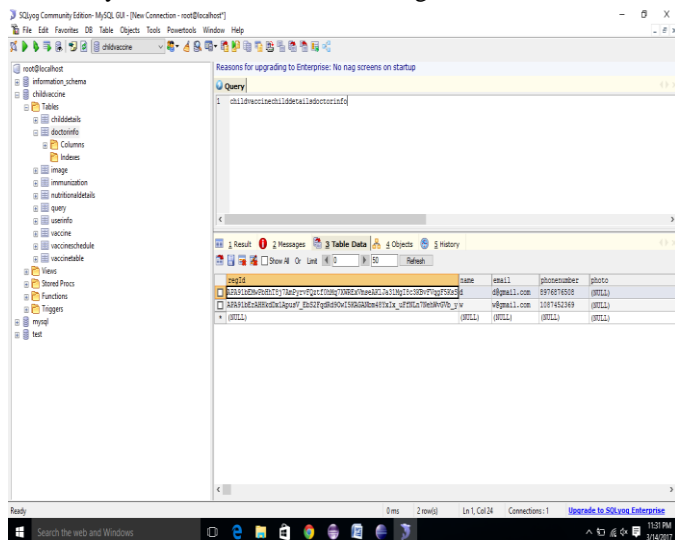 SQLyog Community Edition- MySQL GUI - [New Connection - root@localhost*]
File Edit Favorites DB Table Objects Tools Powertools Window Help
childvaccine
root@localhost
information_schema
childvaccine
Tables
childdetails
doctorinfo
Columns
Indexes
image
immunization
nutritionaldetails
query
userinfo
vaccine
vaccineschedule
vaccinetable
Views
Stored Procs
Functions
Triggers
mysql
test
Reasons for upgrading to Enterprise: No nag screens on startup
Query
1 childvaccinechilddetailsdoctorinfo
1 Result 2 Messages 3 Table Data 4 Objects 5 History
Show All Or Limit 0 50 Refresh
regId name email phonenumber photo
d d@gmail.com 8976876508 (NULL)
w w@gmail.com 1087452369 (NULL)
* (NULL) (NULL) (NULL) (NULL) (NULL)
Ready 0 ms 2 row(s) Ln 1, Col 24 Connections: 1 Upgrade to SQLyog Enterprise
Search the web and Windows
11:31 PM
3/14/2017